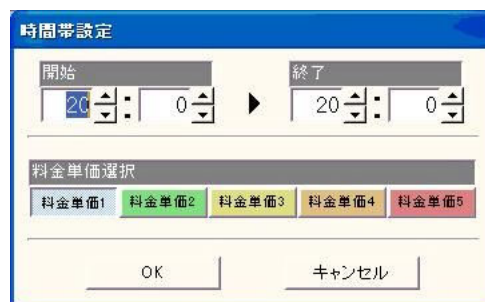 時間帯設定
開始 終了
20 : 0 ▶ 20 : 0
料金単価選択
料金単価1 料金単価2 料金単価3 料金単価4 料金単価5
OK キャンセル